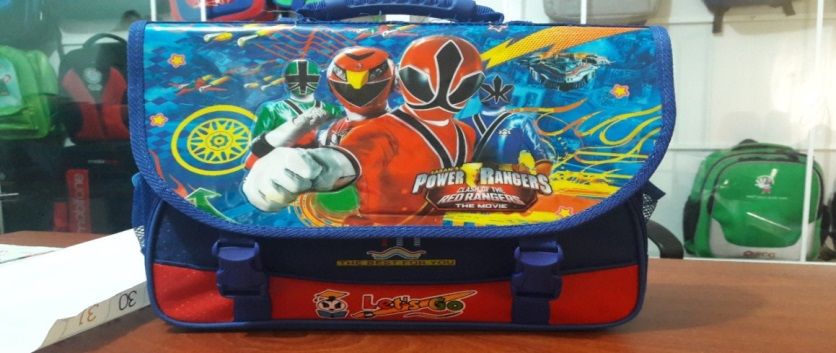 POWER RANGERS
CLASH OF THE
RED RANGERS
THE MOVIE
THE BEST FOR YOU
Let's Go
30
31